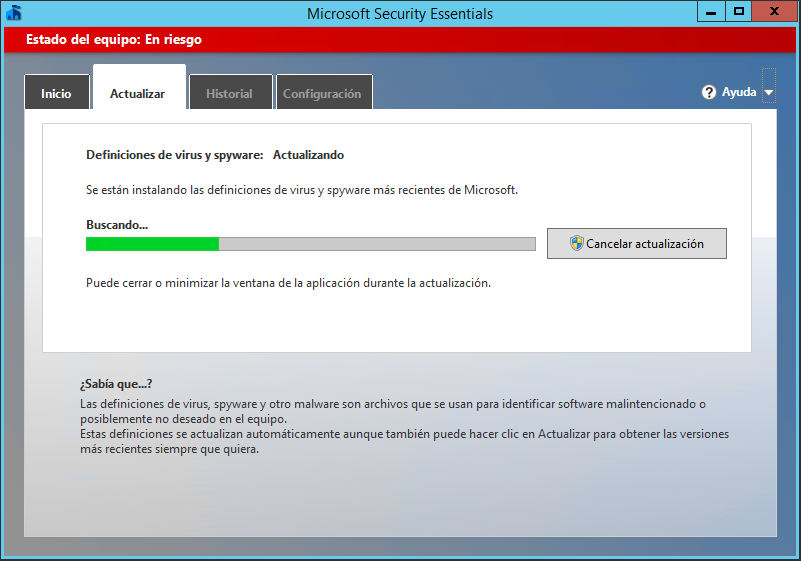 Microsoft Security Essentials
Estado del equipo: En riesgo
Inicio
Actualizar
Historial
Configuración
? Ayuda
Definiciones de virus y spyware: Actualizando
Se están instalando las definiciones de virus y spyware más recientes de Microsoft.
Buscando...
Cancelar actualización
Puede cerrar o minimizar la ventana de la aplicación durante la actualización.
¿Sabía que...?
Las definiciones de virus, spyware y otro malware son archivos que se usan para identificar software malintencionado o
posiblemente no deseado en el equipo.
Estas definiciones se actualizan automáticamente aunque también puede hacer clic en Actualizar para obtener las versiones
más recientes siempre que quiera.